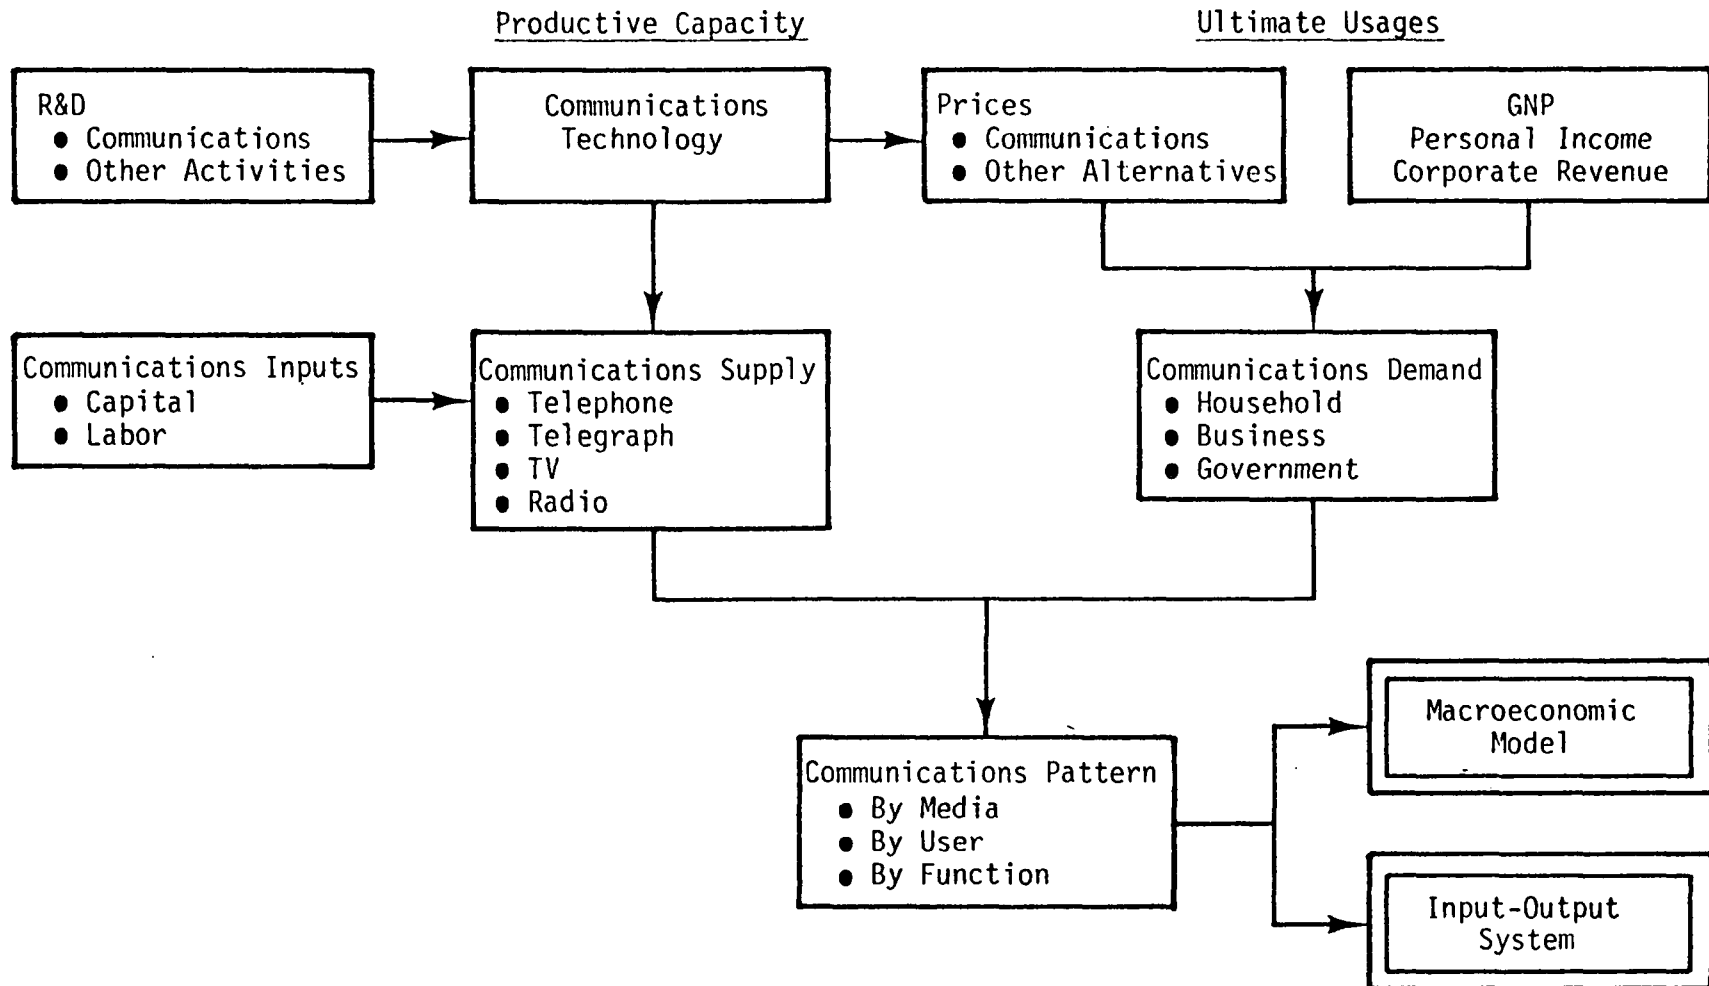 Productive Capacity
Ultimate Usages
R&D
● Communications
● Other Activities
Communications
Technology
Prices
● Communications
● Other Alternatives
GNP
Personal Income
Corporate Revenue
Communications Inputs
● Capital
● Labor
Communications Supply
● Telephone
● Telegraph
● TV
● Radio
Communications Demand
● Household
● Business
● Government
Communications Pattern
● By Media
● By User
● By Function
Macroeconomic
Model
Input-Output
System